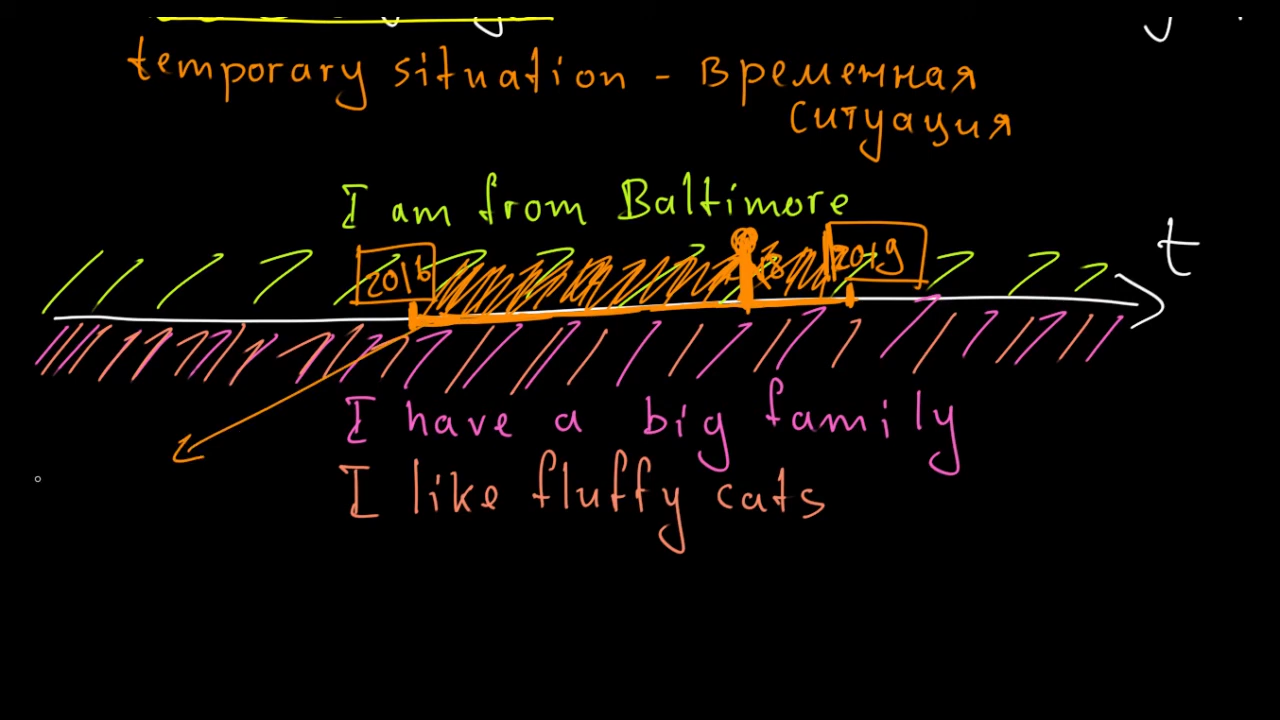 temporary situation - временная
ситуация
I am from Baltimore
t
2016
2019
I have a big family
I like fluffy cats